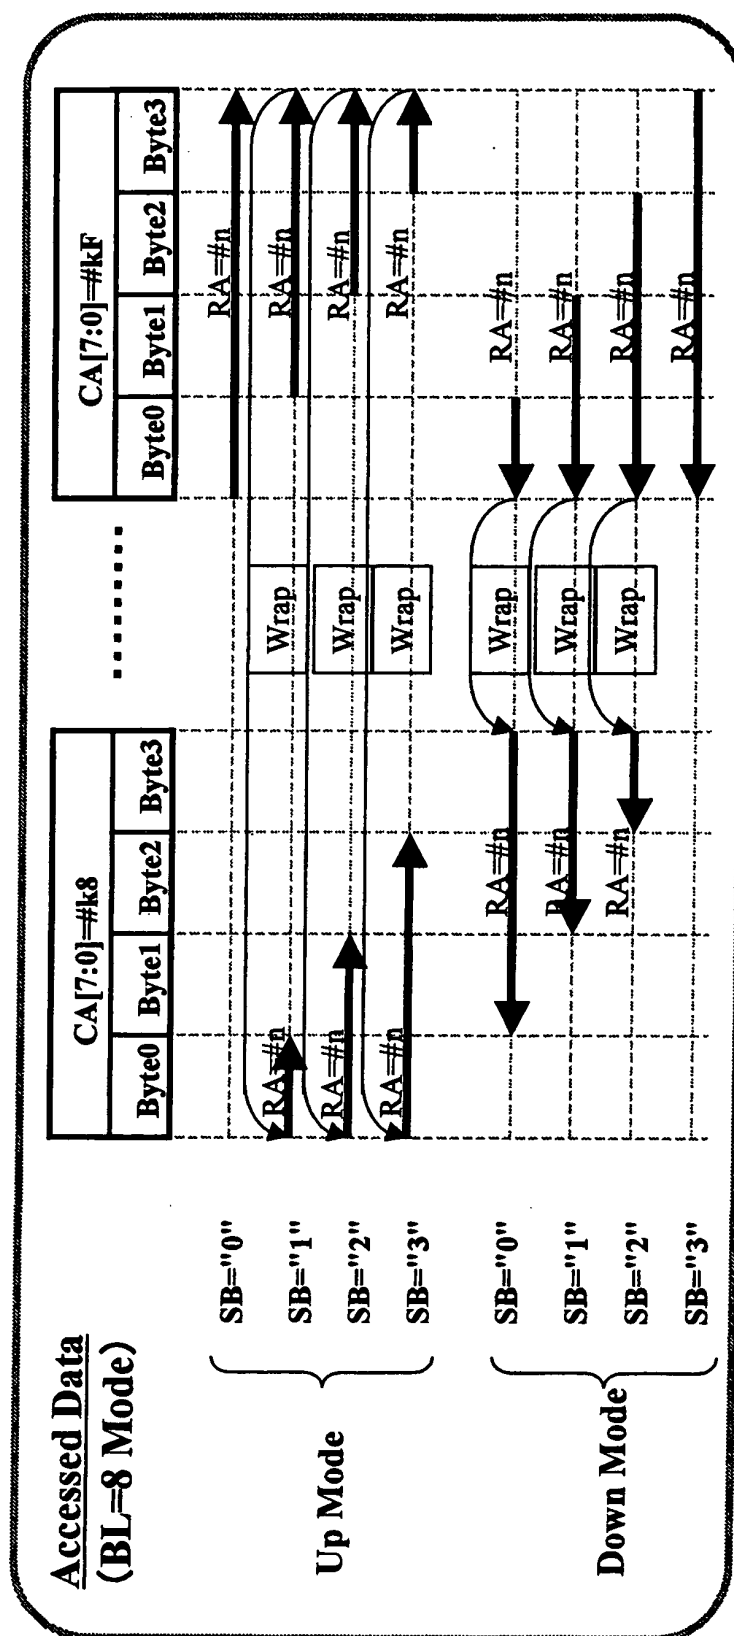 Accessed Data
(BL=8 Mode)
CA[7:0]=#k8
CA[7:0]=#kF
Byte0 Byte1 Byte2 Byte3
.........
Byte0 Byte1 Byte2 Byte3
Up Mode
SB="0"
RA=#n
SB="1"
RA=#n
Wrap
RA=#n
SB="2"
RA=#n
Wrap
RA=#n
SB="3"
RA=#n
Wrap
RA=#n
Down Mode
SB="0"
RA=#n
Wrap
RA=#n
SB="1"
RA=#n
Wrap
RA=#n
SB="2"
RA=#n
Wrap
RA=#n
SB="3"
RA=#n